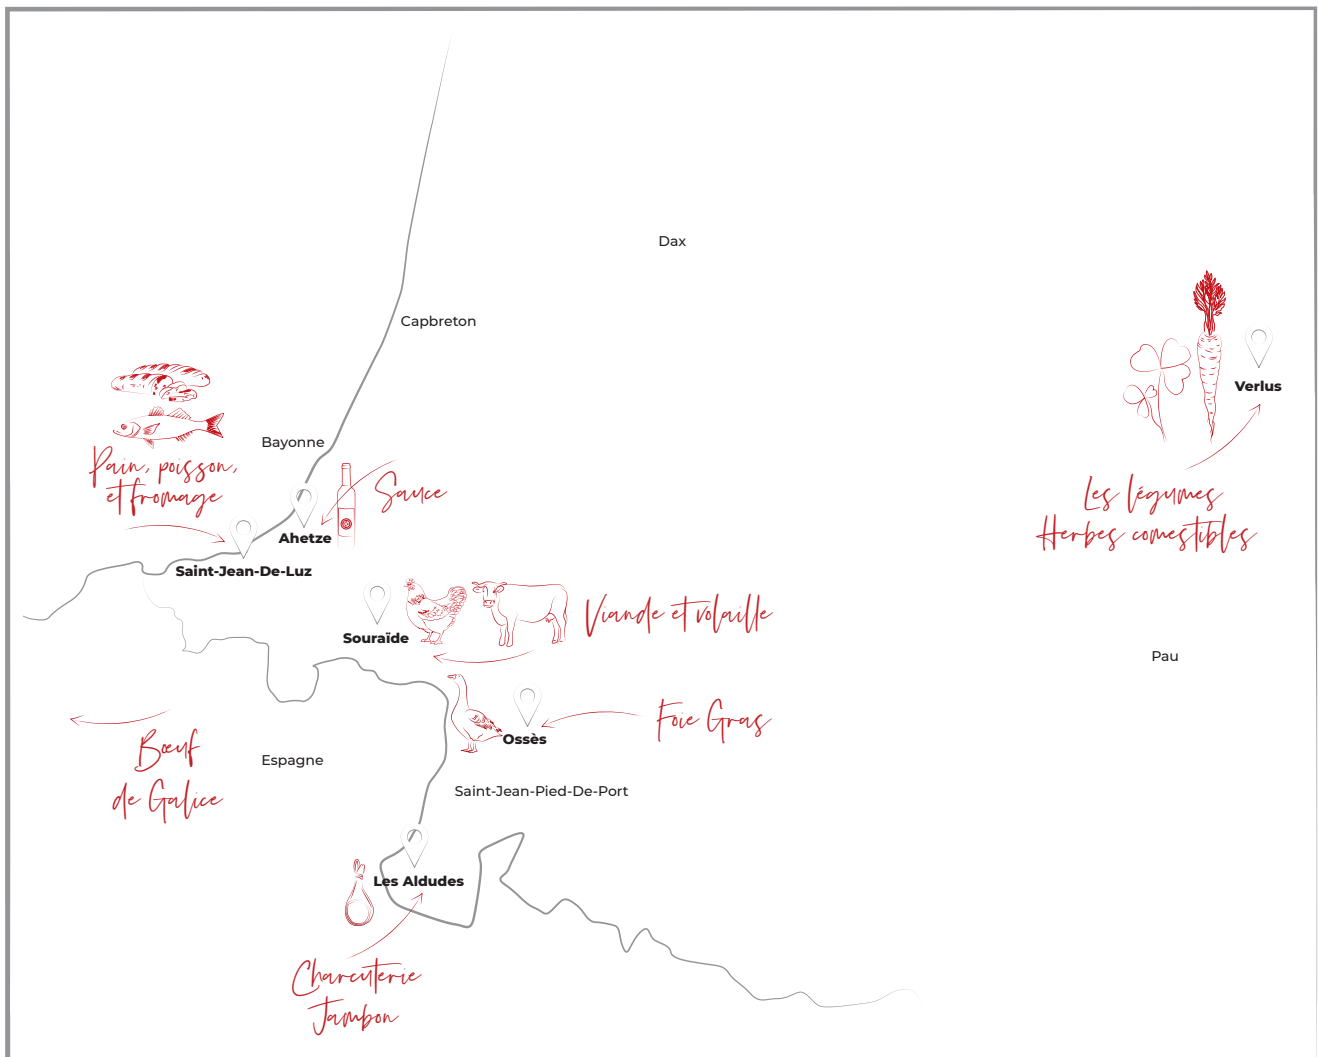 Dax
Capbreton
Verlus
Bayonne
Pain, poisson,
et fromage
Sauce
Les légumes
Herbes comestibles
Ahetze
Saint-Jean-De-Luz
Souraïde
Viande et volaille
Pau
Foie Gras
Ossès
Bœuf
de Galice
Espagne
Saint-Jean-Pied-De-Port
Les Aldudes
Charcuterie
Jambon